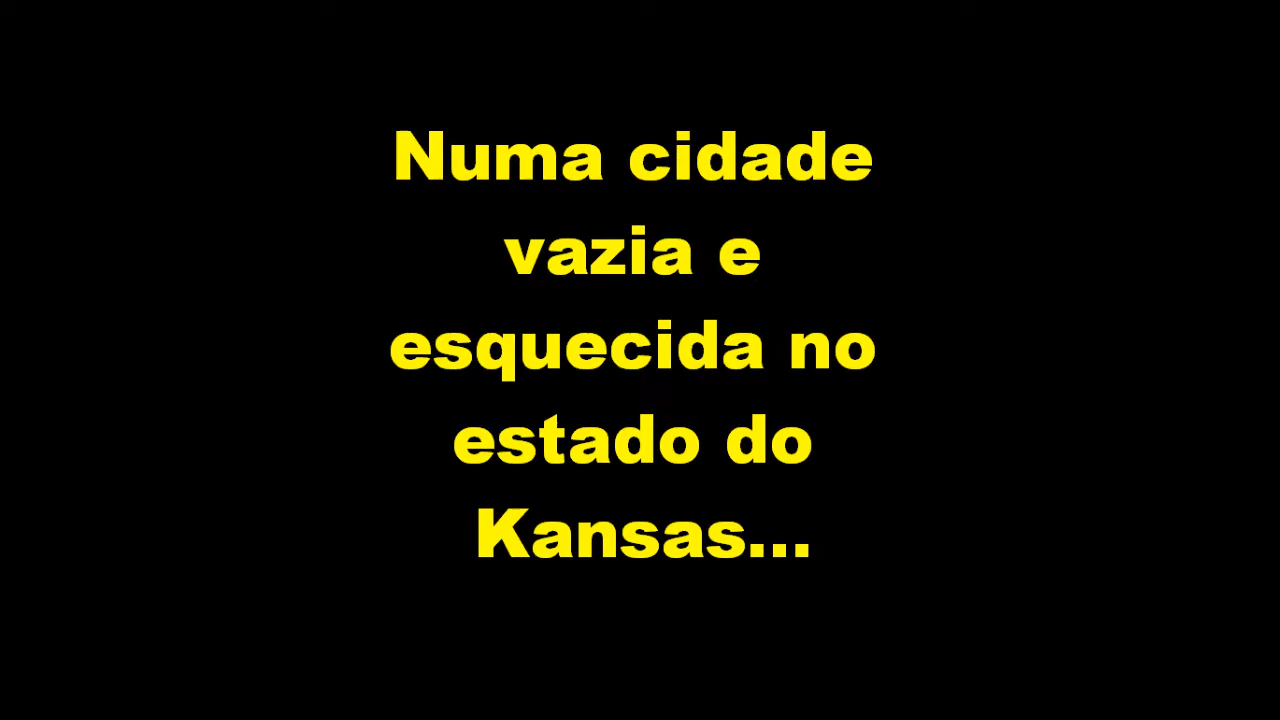 Numa cidade
vazia e
esquecida no
estado do
Kansas...